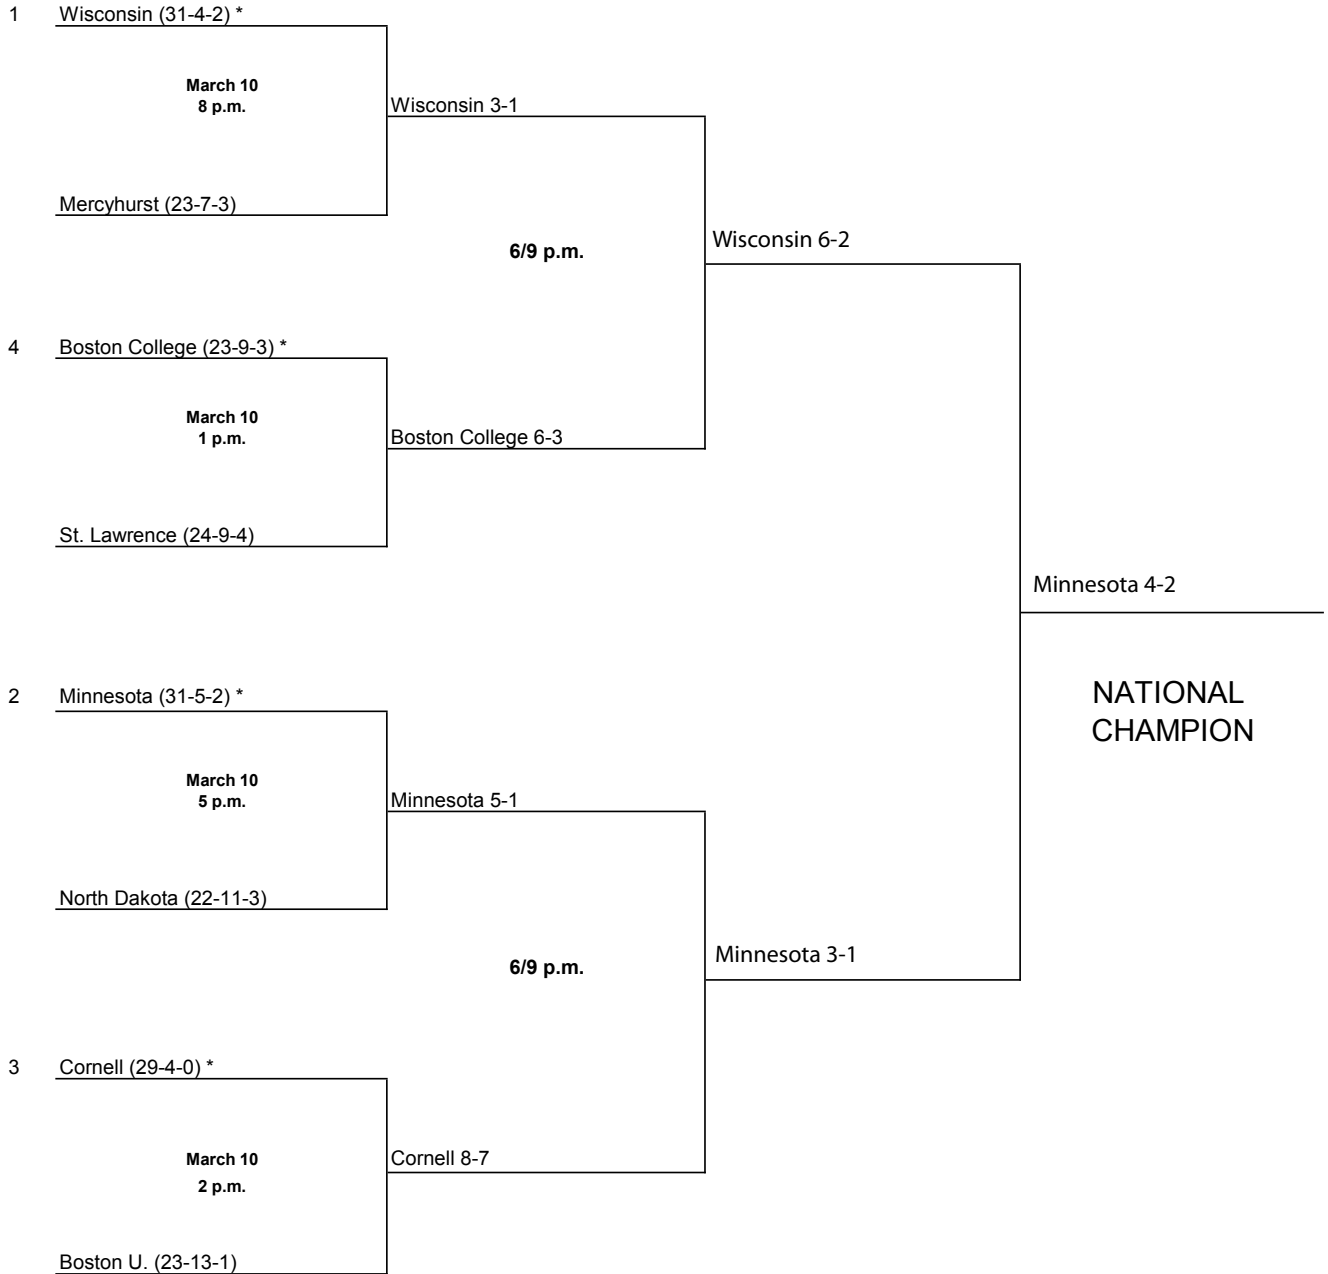 1 Wisconsin (31-4-2) *
March 10
8 p.m.
Wisconsin 3-1
Mercyhurst (23-7-3)
6/9 p.m.
Wisconsin 6-2
4 Boston College (23-9-3) *
March 10
1 p.m.
Boston College 6-3
St. Lawrence (24-9-4)
Minnesota 4-2
NATIONAL
CHAMPION
2 Minnesota (31-5-2) *
March 10
5 p.m.
Minnesota 5-1
North Dakota (22-11-3)
6/9 p.m.
Minnesota 3-1
3 Cornell (29-4-0) *
March 10
2 p.m.
Cornell 8-7
Boston U. (23-13-1)